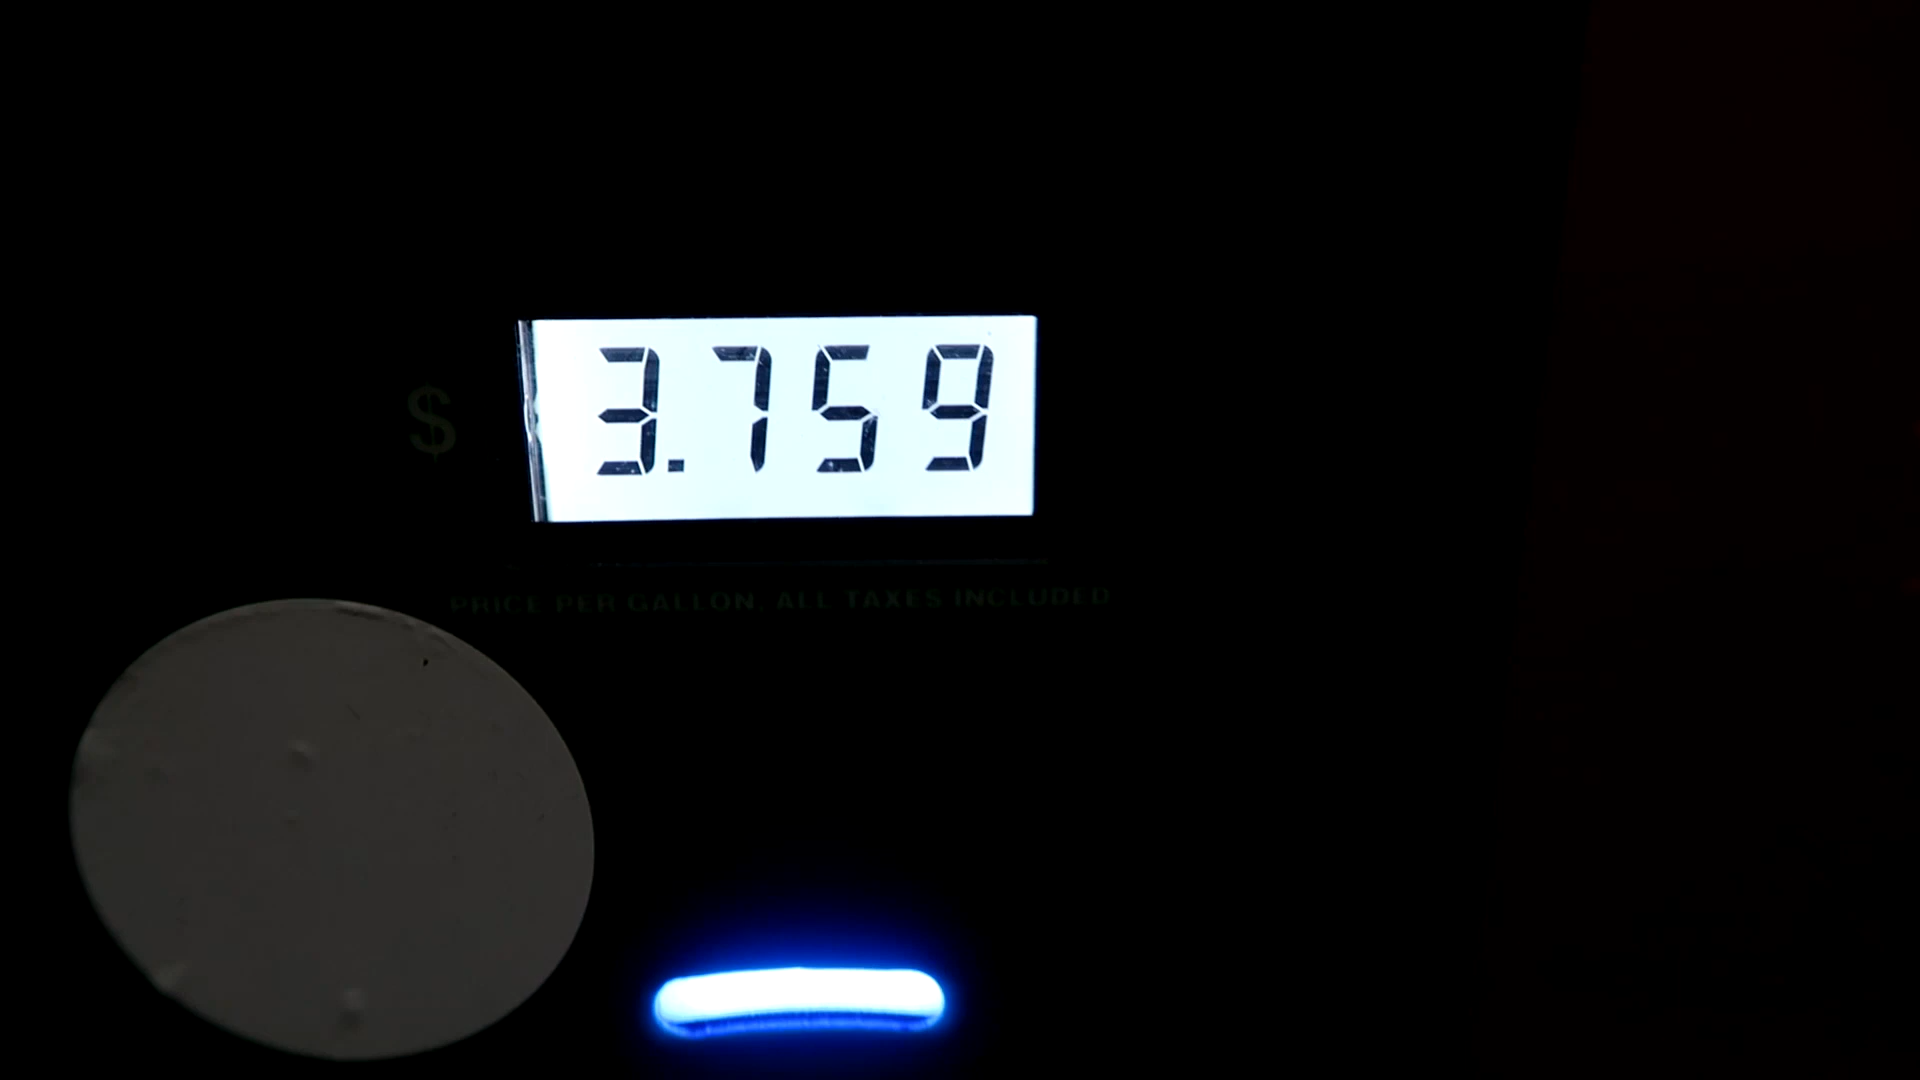 $ 3.759
PRICE PER GALLON, ALL TAXES INCLUDED